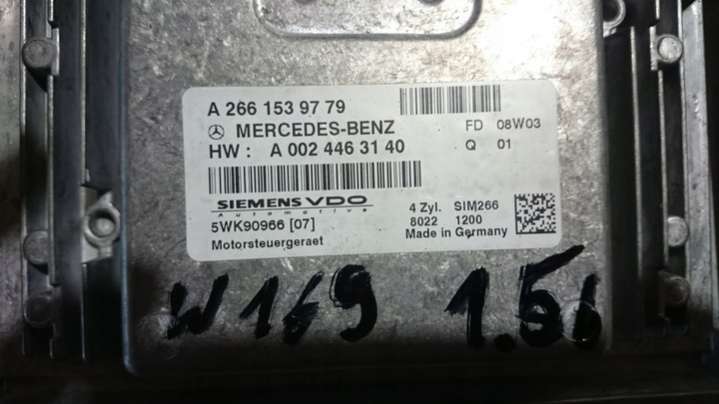 A 266 153 97 79
MERCEDES-BENZ FD 08W03
HW : A 002 446 31 40 Q 01
SIEMENS VDO
Automotive
4 Zyl. SIM266
5WK90966 [07] 8022 1200
Motorsteuergeraet Made in Germany
W169 1.5l